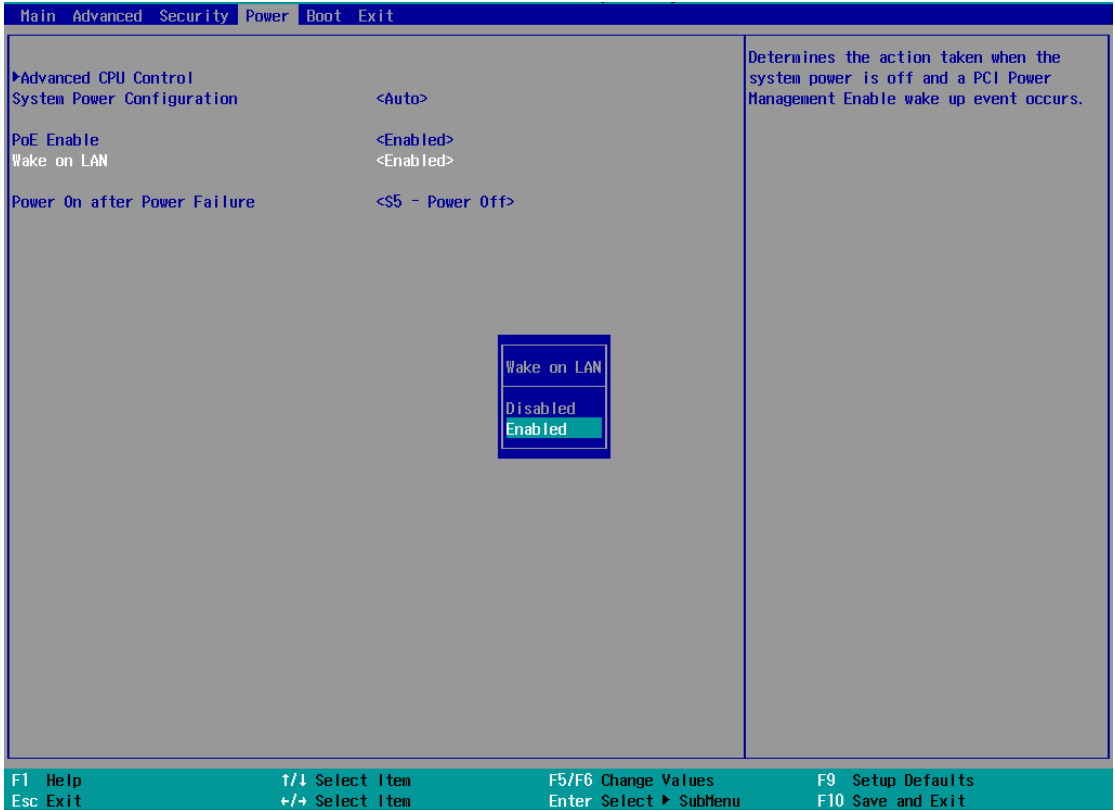 Main Advanced Security Power Boot Exit
▶Advanced CPU Control
System Power Configuration <Auto>
PoE Enable <Enabled>
Wake on LAN <Enabled>
Power On after Power Failure <S5 - Power Off>
Determines the action taken when the
system power is off and a PCI Power
Management Enable wake up event occurs.
Wake on LAN
Disabled
Enabled
F1 Help ↑/↓ Select Item F5/F6 Change Values F9 Setup Defaults
Esc Exit ←/→ Select Item Enter Select ▶ SubMenu F10 Save and Exit